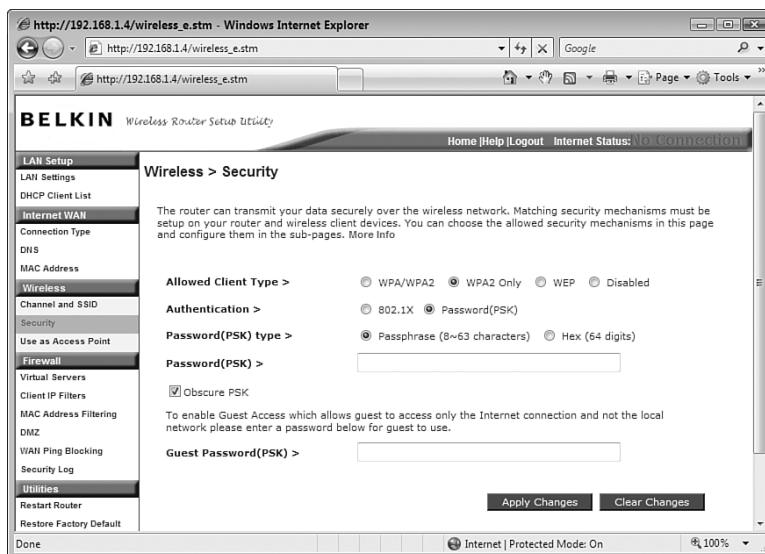 http://192.168.1.4/wireless_e.stm - Windows Internet Explorer
http://192.168.1.4/wireless_e.stm
Google
http://192.168.1.4/wireless_e.stm
Page
Tools
BELKIN Wireless Router Setup Utility
Home |Help |Logout Internet Status: No Connection
LAN Setup
LAN Settings
DHCP Client List
Internet WAN
Connection Type
DNS
MAC Address
Wireless
Channel and SSID
Security
Use as Access Point
Firewall
Virtual Servers
Client IP Filters
MAC Address Filtering
DMZ
WAN Ping Blocking
Security Log
Utilities
Restart Router
Restore Factory Default
Wireless > Security
The router can transmit your data securely over the wireless network. Matching security mechanisms must be
setup on your router and wireless client devices. You can choose the allowed security mechanisms in this page
and configure them in the sub-pages. More Info
Allowed Client Type > WPA/WPA2 WPA2 Only WEP Disabled
Authentication > 802.1X Password(PSK)
Password(PSK) type > Passphrase (8~63 characters) Hex (64 digits)
Password(PSK) >
Obscure PSK
To enable Guest Access which allows guest to access only the Internet connection and not the local
network please enter a password below for guest to use.
Guest Password(PSK) >
Apply Changes Clear Changes
Done
Internet | Protected Mode: On
100%